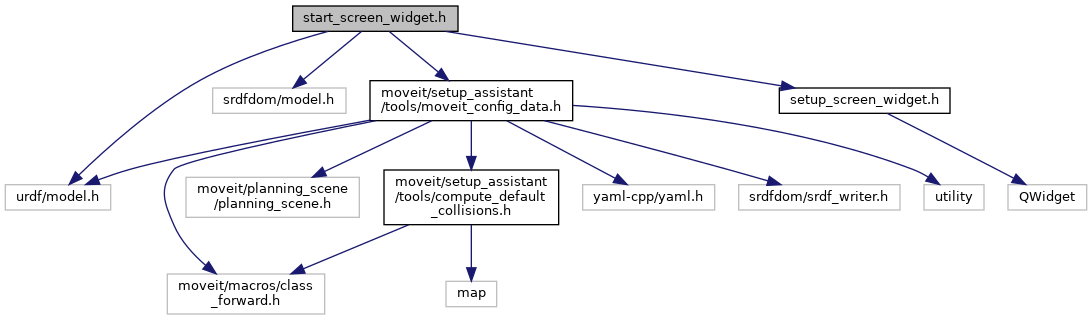 start_screen_widget.h
srdfdom/model.h
moveit/setup_assistant
/tools/moveit_config_data.h
setup_screen_widget.h
urdf/model.h
moveit/planning_scene
/planning_scene.h
moveit/setup_assistant
/tools/compute_default
_collisions.h
yaml-cpp/yaml.h
srdfdom/srdf_writer.h
utility
QWidget
moveit/macros/class
_forward.h
map